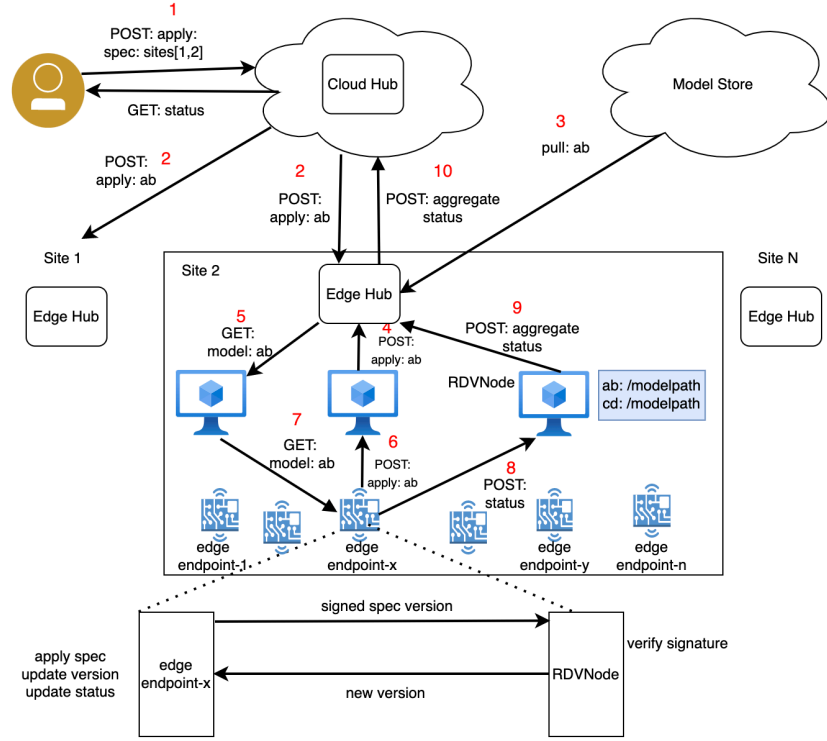 1
POST: apply:
spec: sites[1,2]
GET: status
Cloud Hub
Model Store
2
POST:
apply: ab
2
POST:
apply: ab
10
POST: aggregate
status
3
pull: ab
Site 1
Edge Hub
Site 2
Edge Hub
Site N
Edge Hub
5
GET:
model: ab
4
POST:
apply: ab
9
POST: aggregate
status
RDVNode
ab: /modelpath
cd: /modelpath
7
GET:
model: ab
6
POST:
apply: ab
8
POST:
status
edge
endpoint-1
edge
endpoint-x
edge
endpoint-y
edge
endpoint-n
signed spec version
apply spec
update version
update status
edge
endpoint-x
RDVNode
verify signature
new version